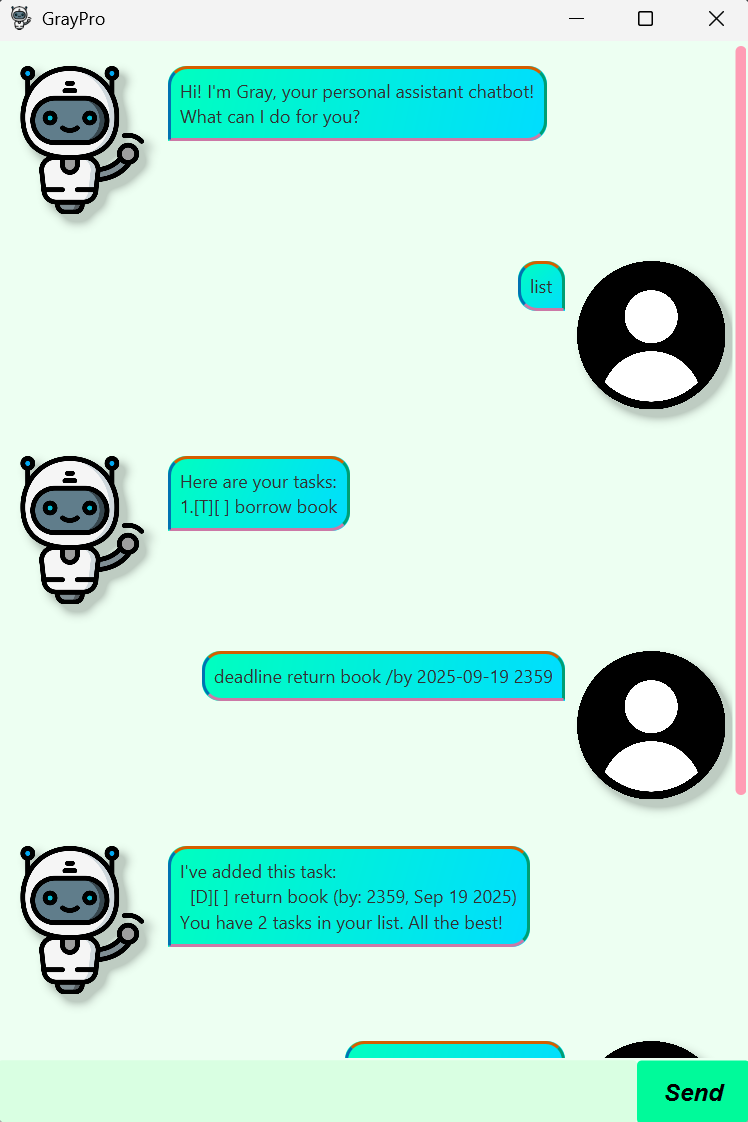 GrayPro
Hi! I'm Gray, your personal assistant chatbot!
What can I do for you?
list
Here are your tasks:
1.[T][ ] borrow book
deadline return book /by 2025-09-19 2359
I've added this task:
[D][ ] return book (by: 2359, Sep 19 2025)
You have 2 tasks in your list. All the best!
Send